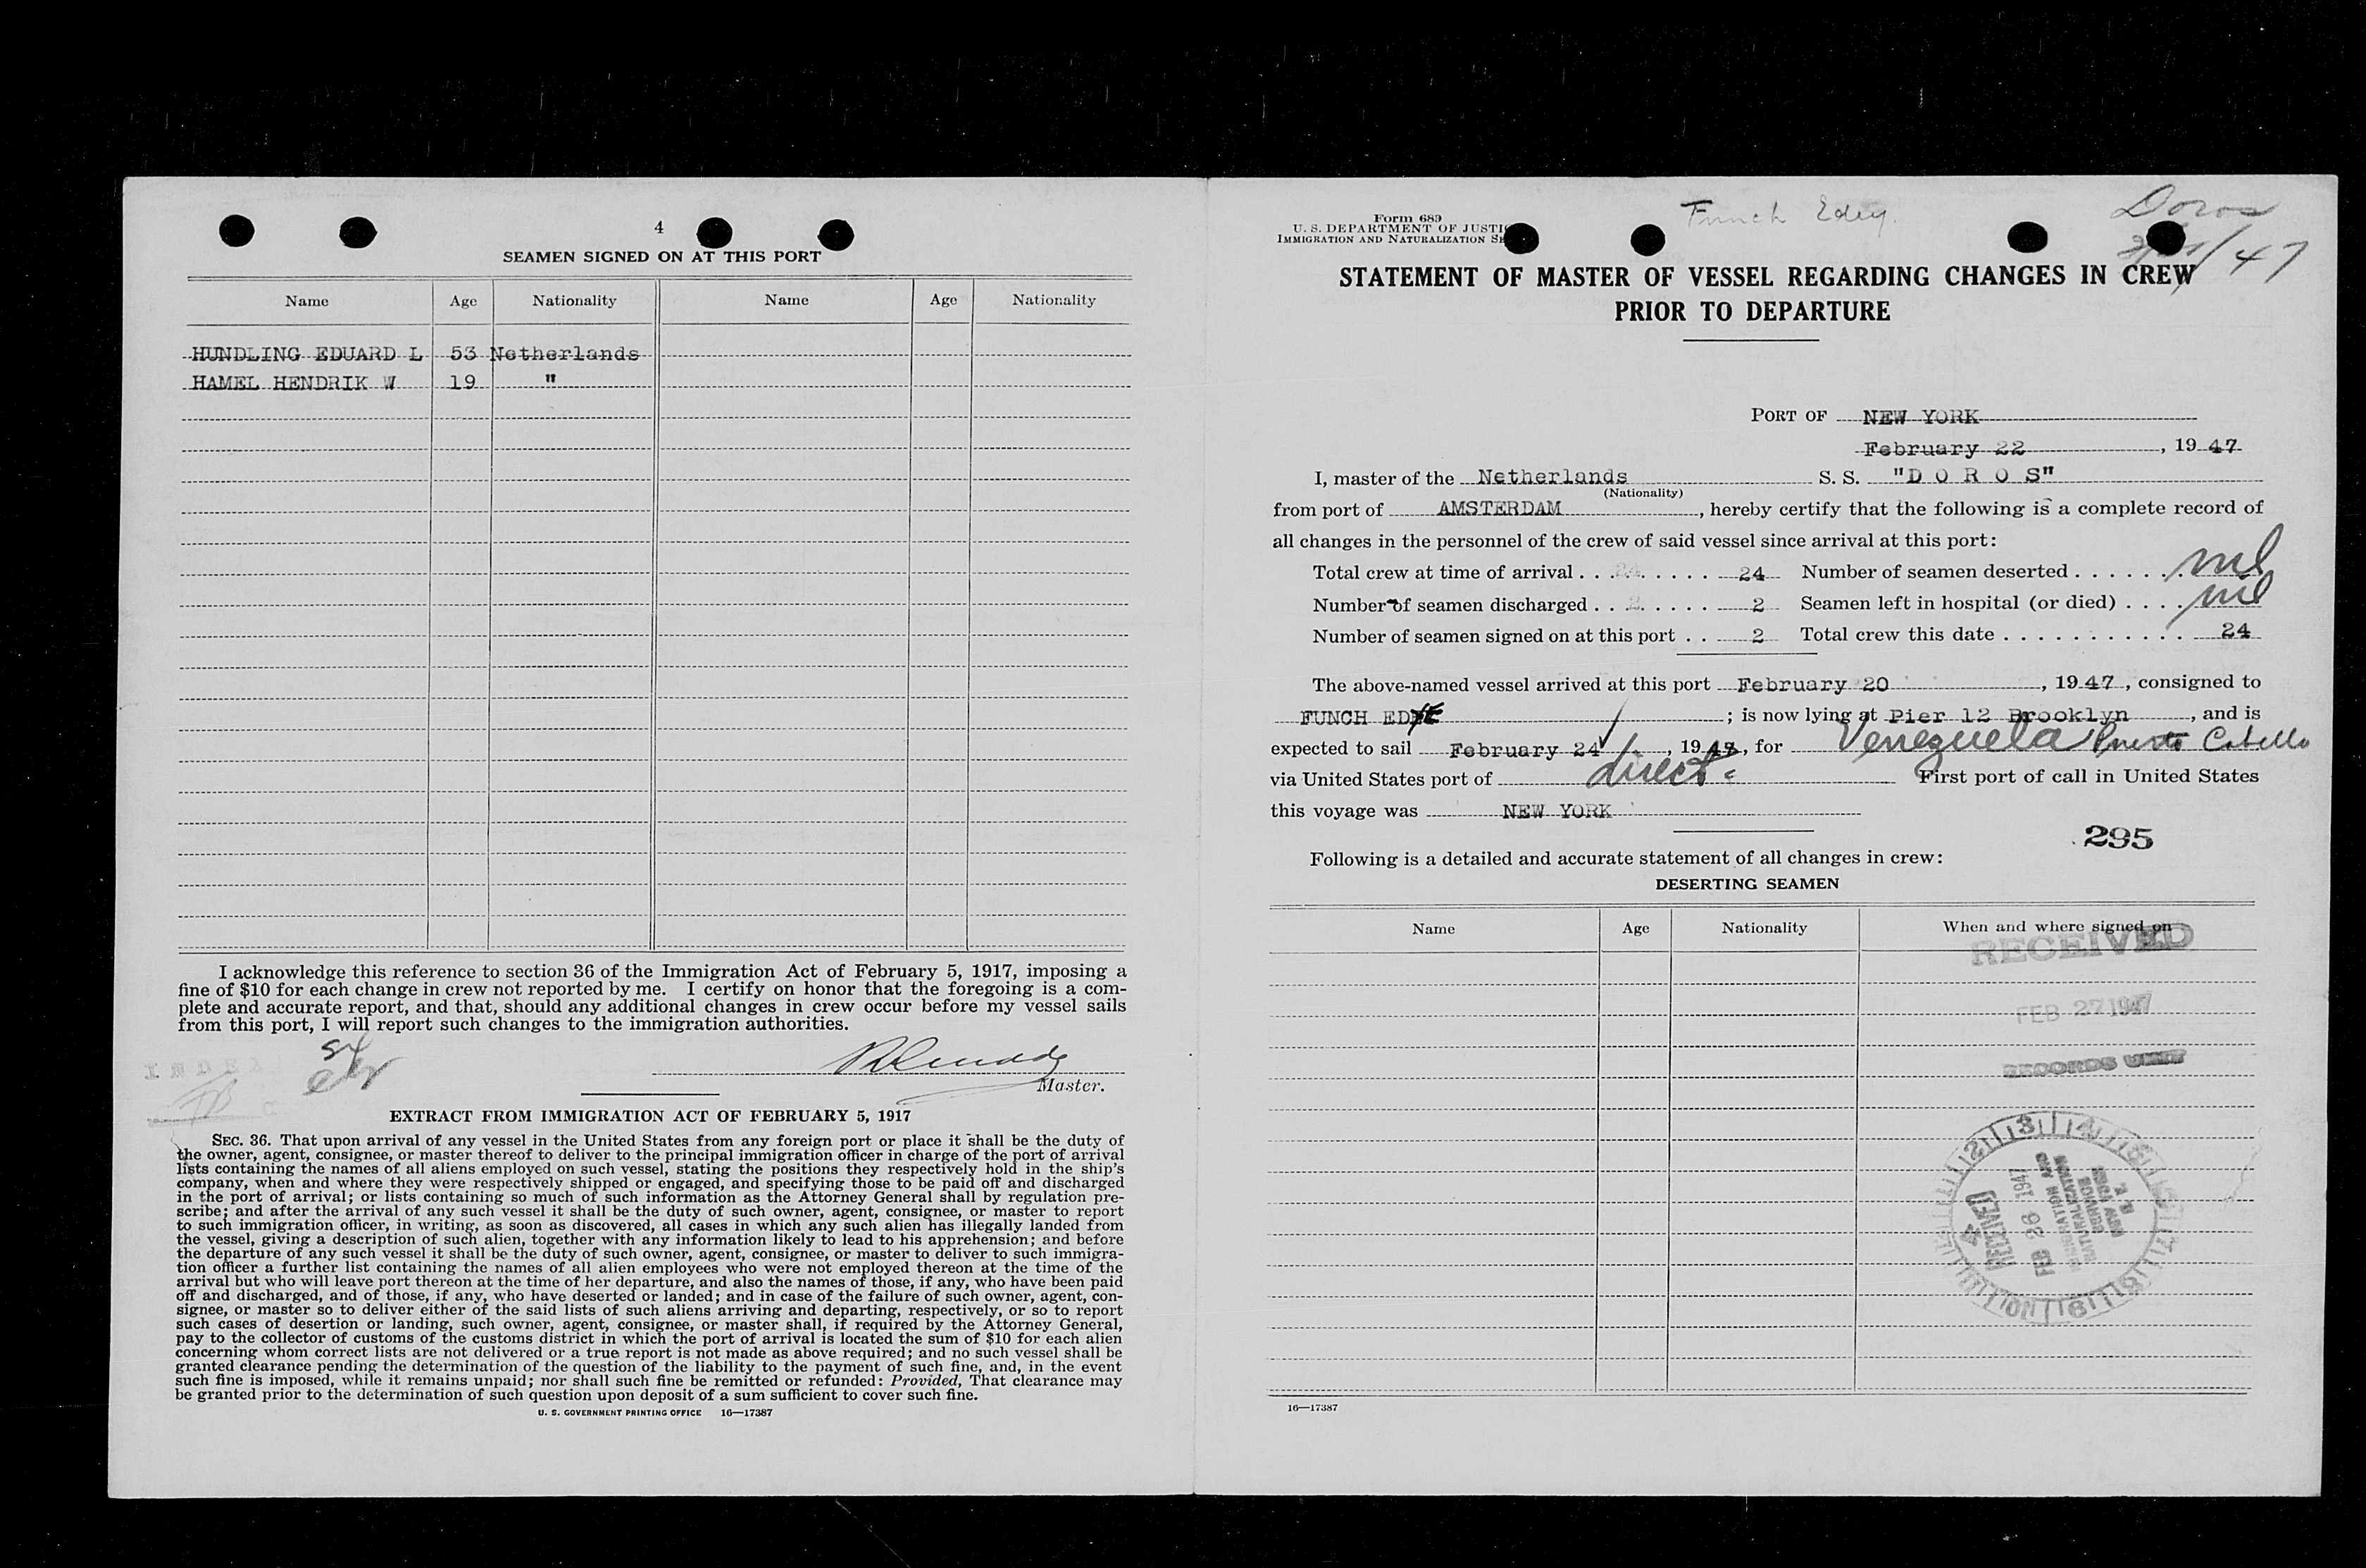 4
SEAMEN SIGNED ON AT THIS PORT
Name Age Nationality Name Age Nationality
HUNDLING EDUARD L 53 Netherlands
HAMEL HENDRIK W 19 "
I acknowledge this reference to section 36 of the Immigration Act of February 5, 1917, imposing a
fine of $10 for each change in crew not reported by me. I certify on honor that the foregoing is a com-
plete and accurate report, and that, should any additional changes in crew occur before my vessel sails
from this port, I will report such changes to the immigration authorities.
Master.
EXTRACT FROM IMMIGRATION ACT OF FEBRUARY 5, 1917
SEC. 36. That upon arrival of any vessel in the United States from any foreign port or place it shall be the duty of
the owner, agent, consignee, or master thereof to deliver to the principal immigration officer in charge of the port of arrival
lists containing the names of all aliens employed on such vessel, stating the positions they respectively hold in the ship's
company, when and where they were respectively shipped or engaged, and specifying those to be paid off and discharged
in the port of arrival; or lists containing so much of such information as the Attorney General shall by regulation pre-
scribe; and after the arrival of any such vessel it shall be the duty of such owner, agent, consignee, or master to report
to such immigration officer, in writing, as soon as discovered, all cases in which any such alien has illegally landed from
the vessel, giving a description of such alien, together with any information likely to lead to his apprehension; and before
the departure of any such vessel it shall be the duty of such owner, agent, consignee, or master to deliver to such immigra-
tion officer a further list containing the names of all alien employees who were not employed thereon at the time of the
arrival but who will leave port thereon at the time of her departure, and also the names of those, if any, who have been paid
off and discharged, and of those, if any, who have deserted or landed; and in case of the failure of such owner, agent, con-
signee, or master so to deliver either of the said lists of such aliens arriving and departing, respectively, or so to report
such cases of desertion or landing, such owner, agent, consignee, or master shall, if required by the Attorney General,
pay to the collector of customs of the customs district in which the port of arrival is located the sum of $10 for each alien
concerning whom correct lists are not delivered or a true report is not made as above required; and no such vessel shall be
granted clearance pending the determination of the question of the liability to the payment of such fine, and, in the event
such fine is imposed, while it remains unpaid; nor shall such fine be remitted or refunded: Provided, That clearance may
be granted prior to the determination of such question upon deposit of a sum sufficient to cover such fine.
U. S. GOVERNMENT PRINTING OFFICE 16—17387
Form 689
U. S. DEPARTMENT OF JUSTIC
IMMIGRATION AND NATURALIZATION SE
Funch Edey.
Doros
/47
STATEMENT OF MASTER OF VESSEL REGARDING CHANGES IN CREW
PRIOR TO DEPARTURE
PORT OF NEW YORK
February 22, 1947
I, master of the Netherlands S. S. "D O R O S"
(Nationality)
from port of AMSTERDAM, hereby certify that the following is a complete record of
all changes in the personnel of the crew of said vessel since arrival at this port:
Total crew at time of arrival . . . . . . . . . 24 Number of seamen deserted . . . . . . . nil
Number of seamen discharged . . . . . . . . 2 Seamen left in hospital (or died) . . . . nil
Number of seamen signed on at this port . . 2 Total crew this date . . . . . . . . . . . . 24
The above-named vessel arrived at this port February 20, 1947, consigned to
FUNCH EDYE; is now lying at Pier 12 Brooklyn, and is
expected to sail February 24, 1947, for Venezuela Puerto Cabello
via United States port of direct First port of call in United States
this voyage was NEW YORK
295
Following is a detailed and accurate statement of all changes in crew:
DESERTING SEAMEN
Name Age Nationality When and where signed on
RECEIVED
FEB 27 1947
RECORDS UNIT
RECEIVED
FEB 26 1947
IMMIGRATION AND
NATURALIZATION
SERVICE
NEW YORK
N. Y.
16—17387